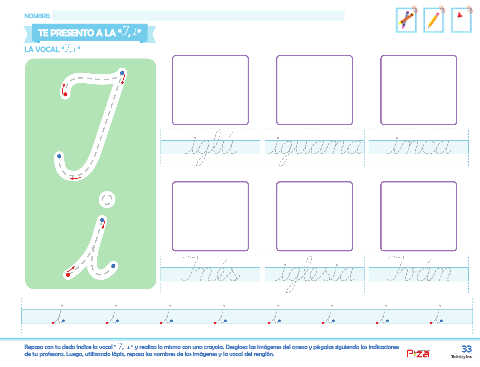 NOMBRE:
TE PRESENTO A LA "I, i"
LA VOCAL "I, i"
I
i
iglú iguana inca
Inés iglesia Iván
i i i i i i i i
Repasa con tu dedo índice la vocal "I, i" y realiza lo mismo con una crayola. Desglosa las imágenes del anexo y pégalas siguiendo las indicaciones
de tu profesora. Luego, utilizando lápiz, repasa los nombres de las imágenes y la vocal del renglón.
33